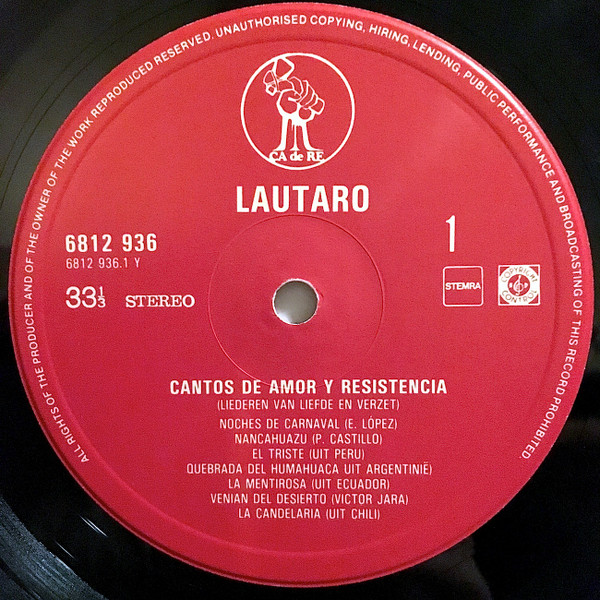 ALL RIGHTS OF THE PRODUCER AND OF THE OWNER OF THE WORK REPRODUCED RESERVED. UNAUTHORISED COPYING, HIRING, LENDING, PUBLIC PERFORMANCE AND BROADCASTING OF THIS RECORD PROHIBITED.
CA de RE
LAUTARO
6812 936
1
6812 936.1 Y
33⅓ STEREO
STEMRA
COPYRIGHT CONTROL
CANTOS DE AMOR Y RESISTENCIA
(LIEDEREN VAN LIEFDE EN VERZET)
NOCHES DE CARNAVAL (E. LÓPEZ)
NANCAHUAZU (P. CASTILLO)
EL TRISTE (UIT PERU)
QUEBRADA DEL HUMAHUACA UIT ARGENTINIË)
LA MENTIROSA (UIT ECUADOR)
VENIAN DEL DESIERTO (VICTOR JARA)
LA CANDELARIA (UIT CHILI)